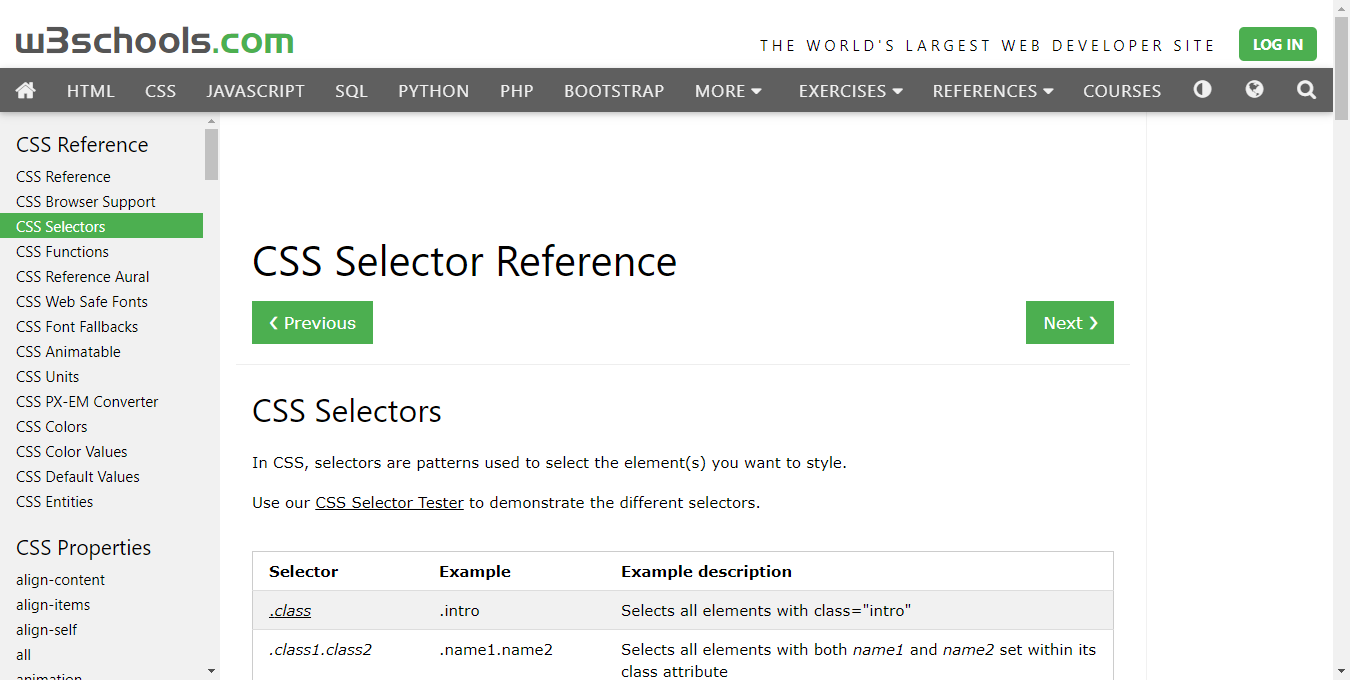 w3schools.com
THE WORLD'S LARGEST WEB DEVELOPER SITE
LOG IN
HTML CSS JAVASCRIPT SQL PYTHON PHP BOOTSTRAP MORE EXERCISES REFERENCES COURSES
CSS Reference
CSS Reference
CSS Browser Support
CSS Selectors
CSS Functions
CSS Reference Aural
CSS Web Safe Fonts
CSS Font Fallbacks
CSS Animatable
CSS Units
CSS PX-EM Converter
CSS Colors
CSS Color Values
CSS Default Values
CSS Entities
CSS Properties
align-content
align-items
align-self
all
animation
CSS Selector Reference
❮ Previous
Next ❯
CSS Selectors
In CSS, selectors are patterns used to select the element(s) you want to style.
Use our CSS Selector Tester to demonstrate the different selectors.
Selector Example Example description
.class .intro Selects all elements with class="intro"
.class1.class2 .name1.name2 Selects all elements with both name1 and name2 set within its
class attribute